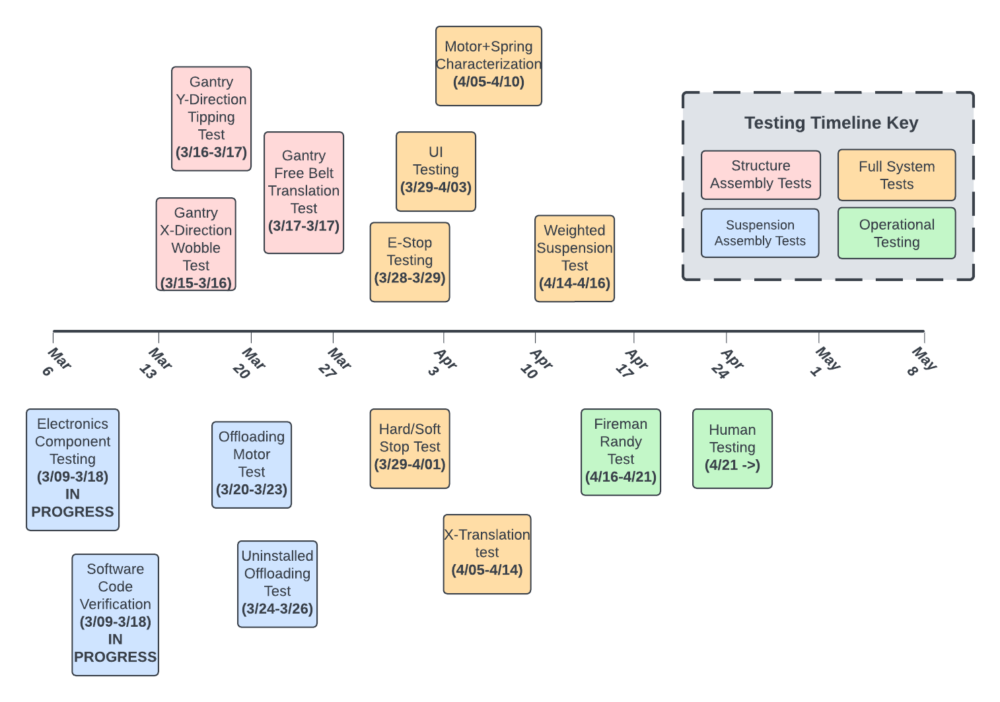 Motor+Spring
Characterization
(4/05-4/10)
Gantry
Y-Direction
Tipping
Test
(3/16-3/17)
Gantry
Free Belt
Translation
Test
(3/17-3/17)
UI
Testing
(3/29-4/03)
Gantry
X-Direction
Wobble
Test
(3/15-3/16)
E-Stop
Testing
(3/28-3/29)
Weighted
Suspension
Test
(4/14-4/16)
Testing Timeline Key
Structure
Assembly Tests
Full System
Tests
Suspension
Assembly Tests
Operational
Testing
Mar
6
Mar
13
Mar
20
Mar
27
Apr
3
Apr
10
Apr
17
Apr
24
May
1
May
8
Electronics
Component
Testing
(3/09-3/18)
IN
PROGRESS
Offloading
Motor
Test
(3/20-3/23)
Hard/Soft
Stop Test
(3/29-4/01)
Fireman
Randy
Test
(4/16-4/21)
Human
Testing
(4/21 ->)
X-Translation
test
(4/05-4/14)
Software
Code
Verification
(3/09-3/18)
IN
PROGRESS
Uninstalled
Offloading
Test
(3/24-3/26)